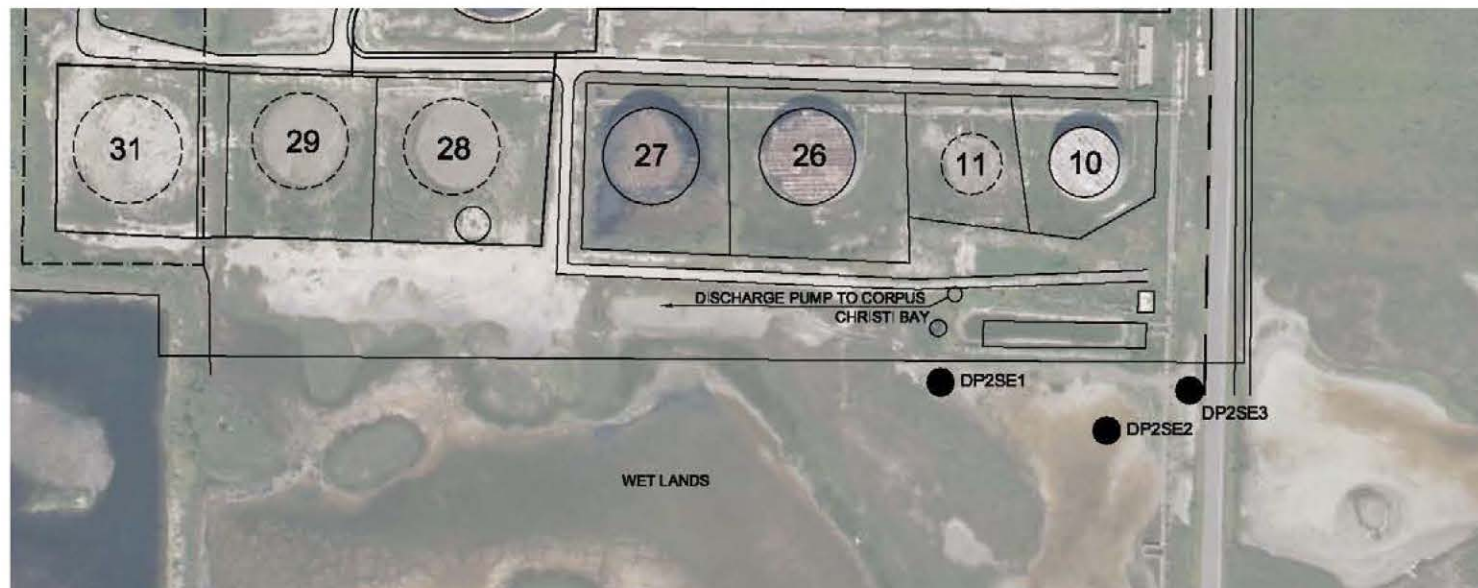 31
29
28
27
26
11
10
DISCHARGE PUMP TO CORPUS
CHRISTI BAY
DP2SE1
DP2SE3
DP2SE2
WET LANDS